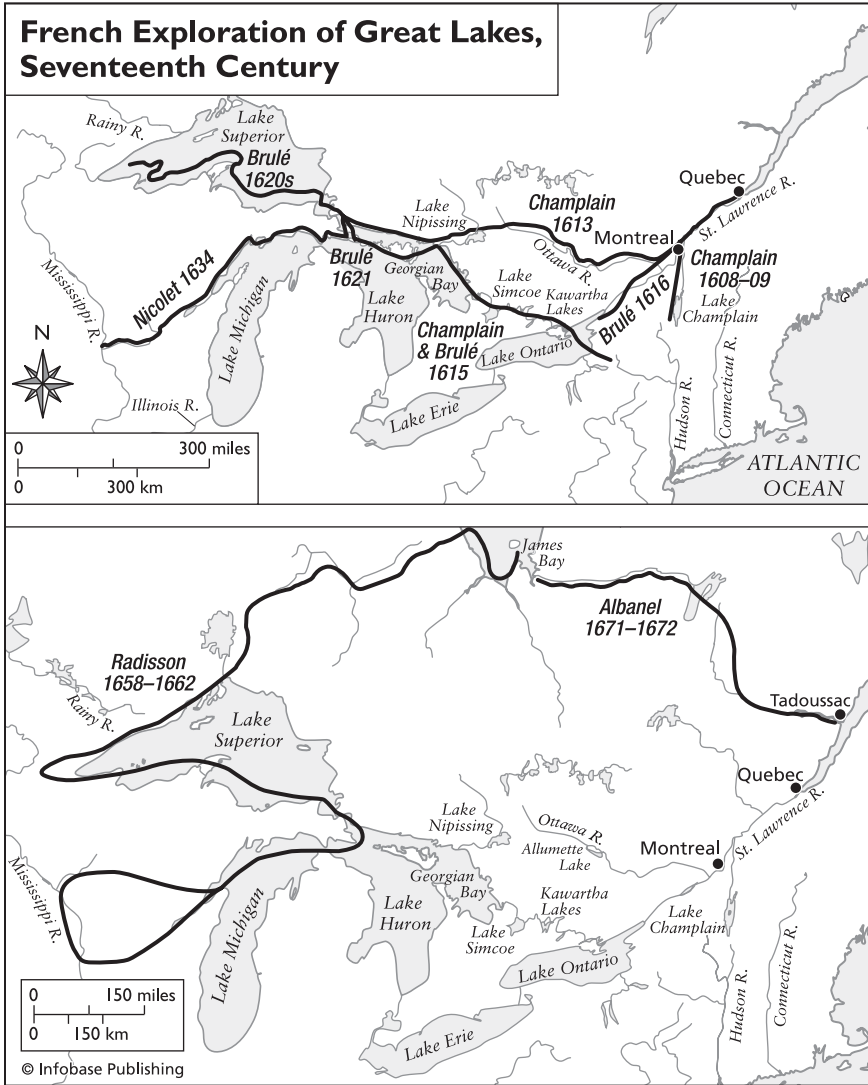 French Exploration of Great Lakes,
Seventeenth Century
Rainy R.
Lake
Superior
Brulé
1620s
Lake
Nipissing
Champlain
1613
Quebec
St. Lawrence R.
Montreal
Ottawa R.
Champlain
1608–09
Mississippi R.
Nicolet 1634
Brulé
1621
Georgian
Bay
Lake
Simcoe
Kawartha
Lakes
Brulé 1616
Lake
Champlain
Lake Michigan
Lake
Huron
Champlain
& Brulé
1615
Lake Ontario
N
Illinois R.
Lake Erie
Hudson R.
Connecticut R.
ATLANTIC
OCEAN
0 300 miles
0 300 km
James
Bay
Albanel
1671–1672
Radisson
1658–1662
Rainy R.
Lake
Superior
Tadoussac
Quebec
St. Lawrence R.
Lake
Nipissing
Ottawa R.
Allumette
Lake
Montreal
Mississippi R.
Georgian
Bay
Kawartha
Lakes
Lake Michigan
Lake
Huron
Lake
Simcoe
Lake
Champlain
Lake Ontario
Hudson R.
Connecticut R.
Lake Erie
0 150 miles
0 150 km
© Infobase Publishing